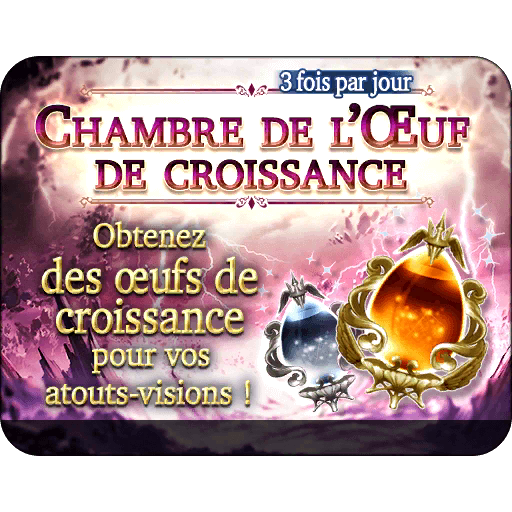 3 fois par jour
Chambre de l'Œuf
de croissance
Obtenez
des œufs de
croissance
pour vos
atouts-visions !